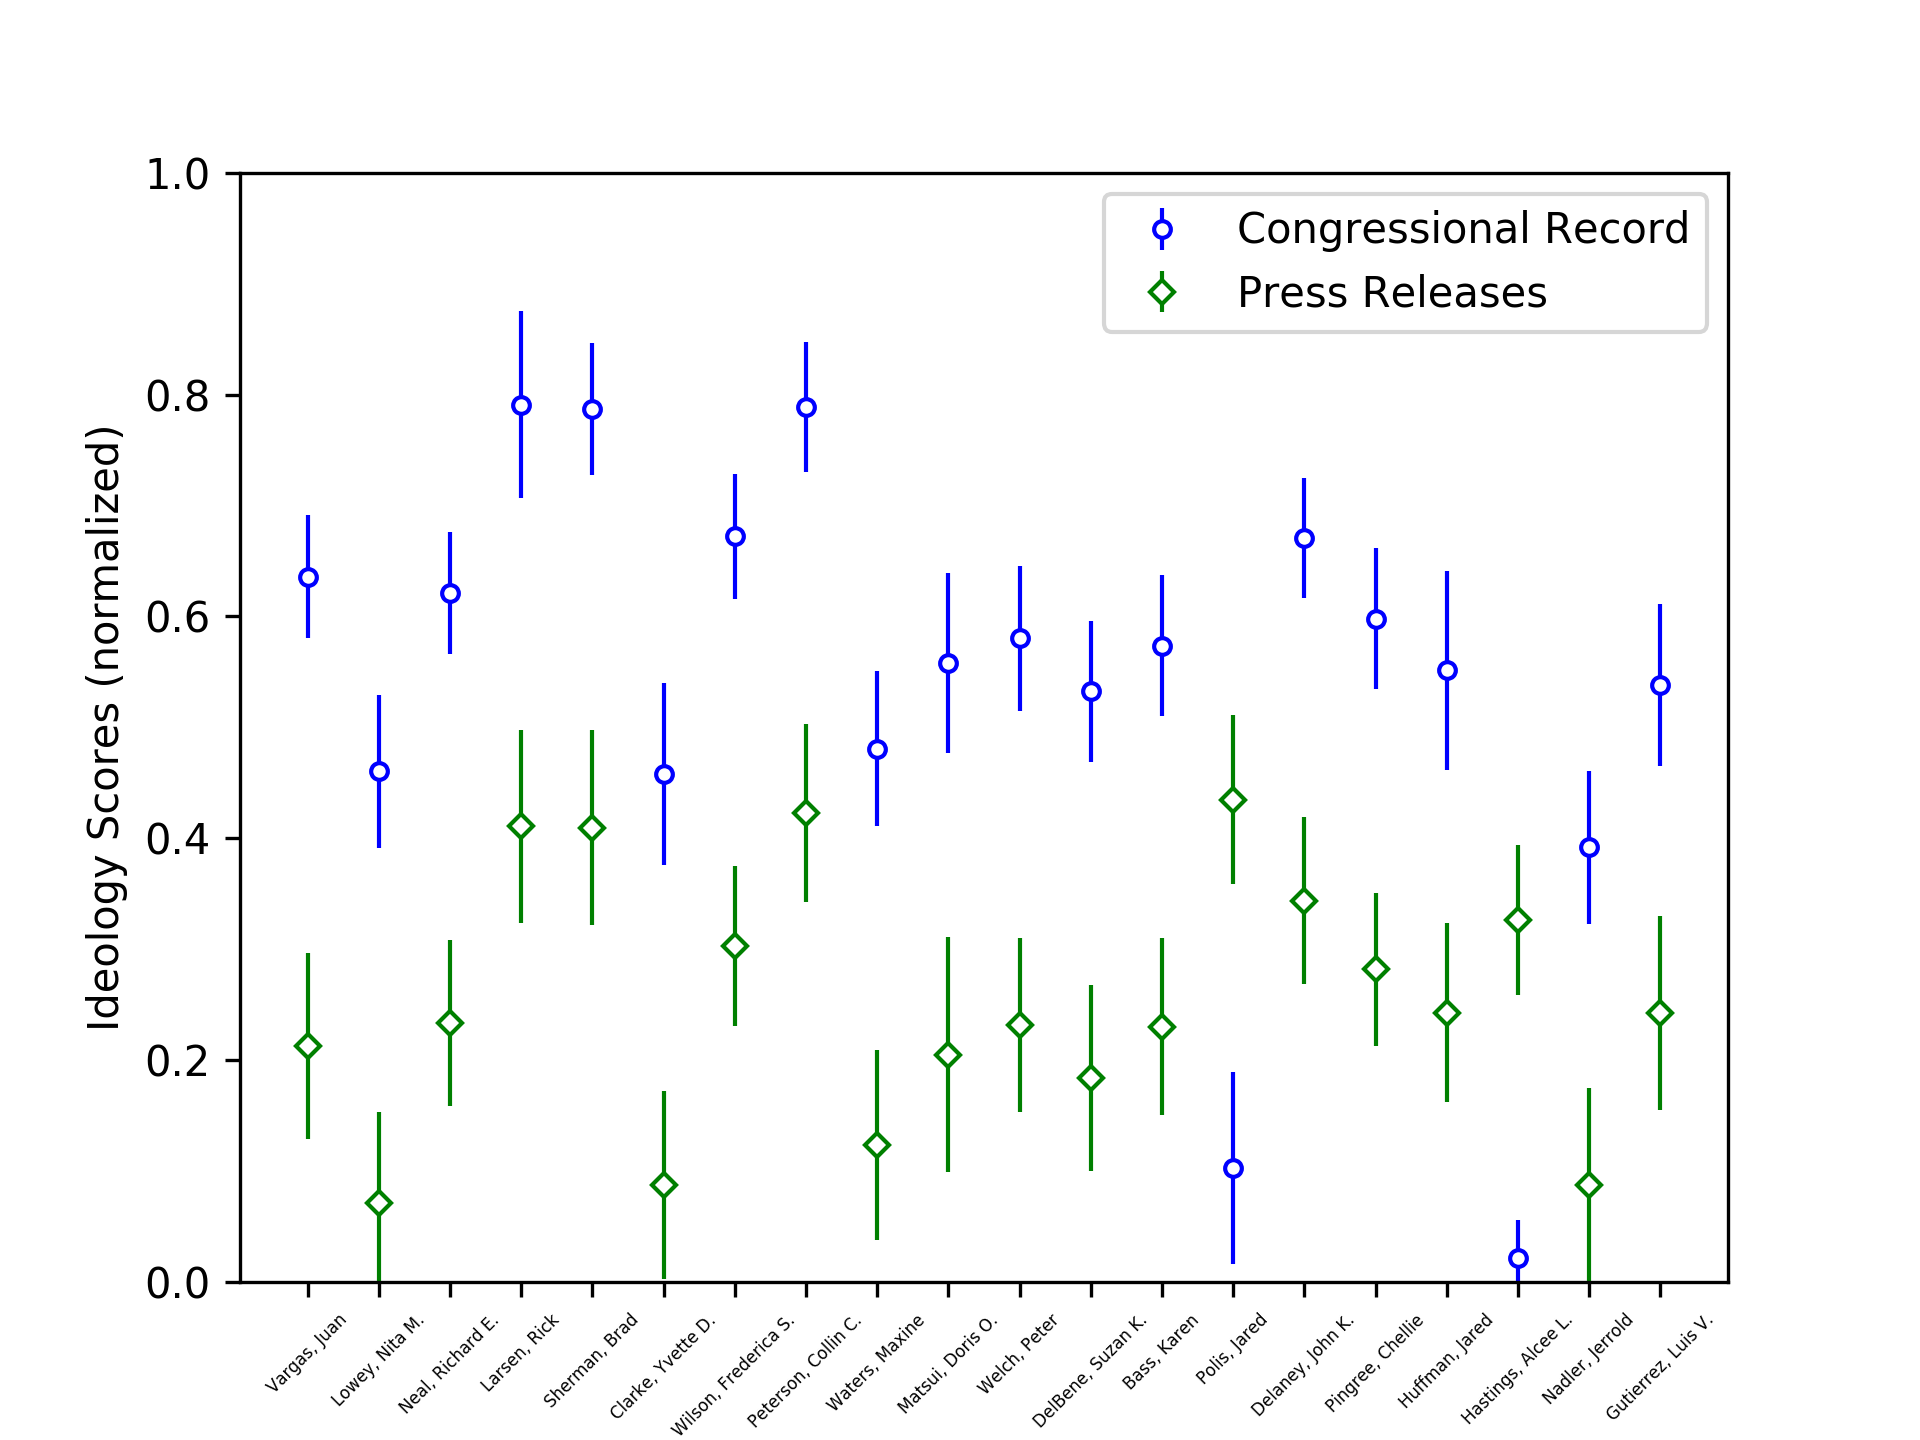 1.0
Congressional Record
Press Releases
0.8
0.6
0.4
0.2
0.0
Ideology Scores (normalized)
Vargas, Juan
Lowey, Nita M.
Neal, Richard E.
Larsen, Rick
Sherman, Brad
Clarke, Yvette D.
Wilson, Frederica S.
Peterson, Collin C.
Waters, Maxine
Matsui, Doris O.
Welch, Peter
DelBene, Suzan K.
Bass, Karen
Polis, Jared
Delaney, John K.
Pingree, Chellie
Huffman, Jared
Hastings, Alcee L.
Nadler, Jerrold
Gutierrez, Luis V.